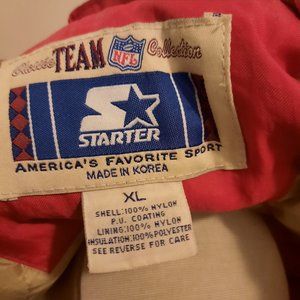 Classic TEAM NFL Collection
STARTER
AMERICA'S FAVORITE SPORT
MADE IN KOREA
XL
SHELL:100% NYLON
P.U. COATING
LINING:100% NYLON
INSULATION:100% POLYESTER
SEE REVERSE FOR CARE